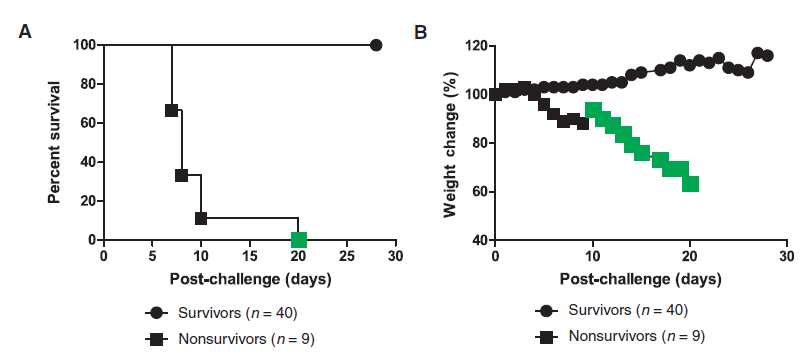 A
Percent survival
100
80
60
40
20
0
0 5 10 15 20 25 30
Post-challenge (days)
Survivors (n = 40)
Nonsurvivors (n = 9)
B
Weight change (%)
120
100
80
60
40
0 10 20 30
Post-challenge (days)
Survivors (n = 40)
Nonsurvivors (n = 9)